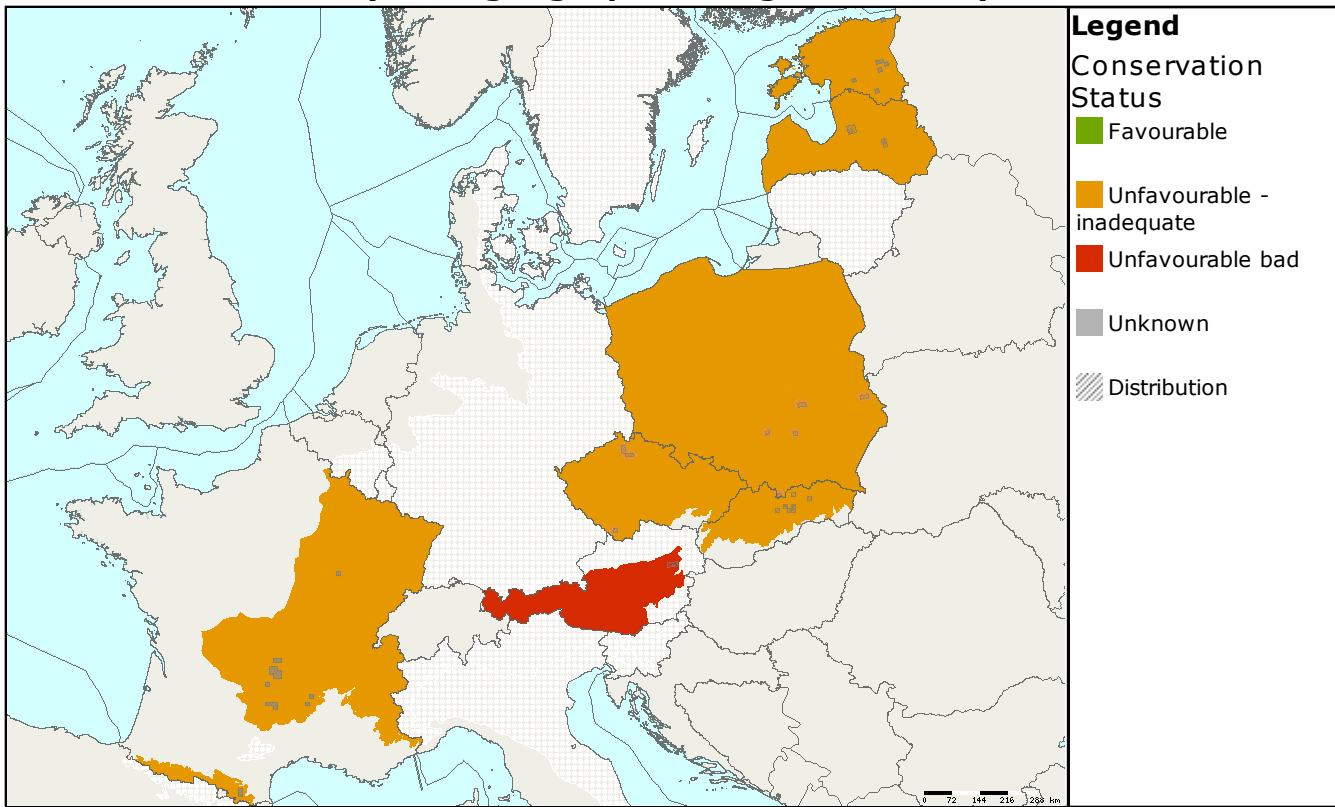 Legend
Conservation
Status
Favourable
Unfavourable -
inadequate
Unfavourable bad
Unknown
Distribution
0 72 144 216 288 km